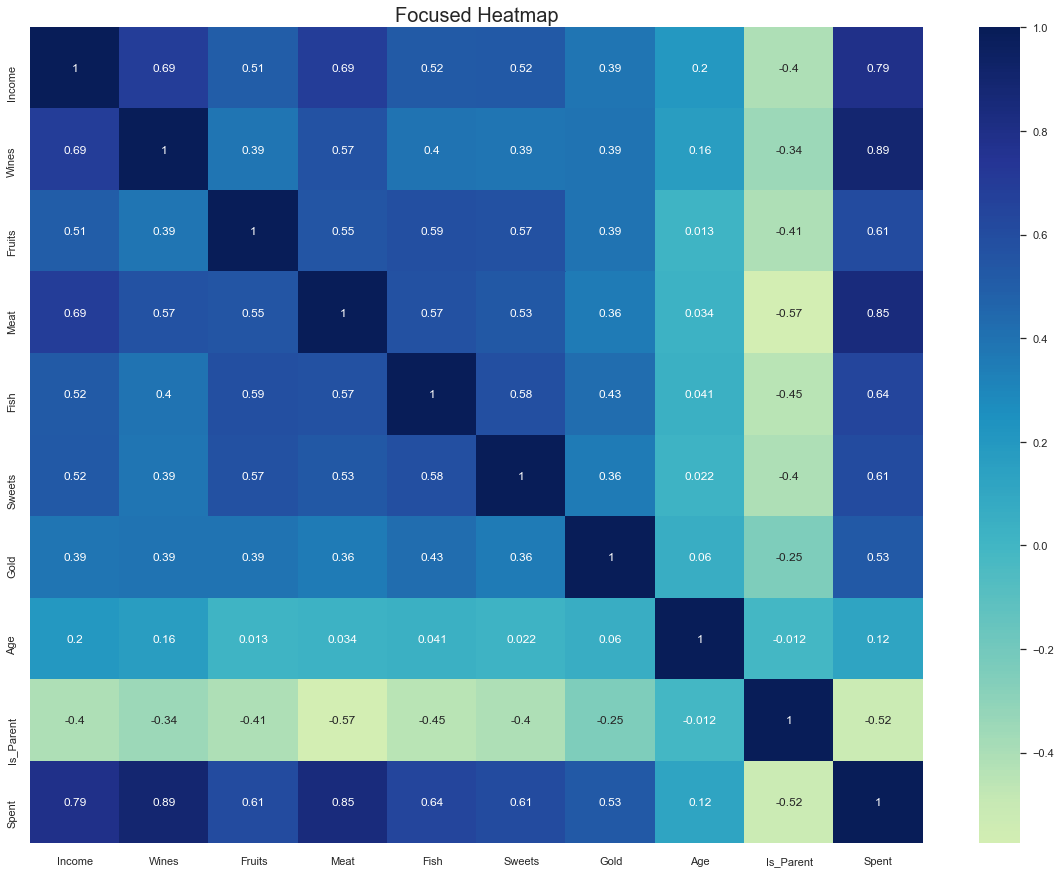 Focused Heatmap
Income 1 0.69 0.51 0.69 0.52 0.52 0.39 0.2 -0.4 0.79
Wines 0.69 1 0.39 0.57 0.4 0.39 0.39 0.16 -0.34 0.89
Fruits 0.51 0.39 1 0.55 0.59 0.57 0.39 0.013 -0.41 0.61
Meat 0.69 0.57 0.55 1 0.57 0.53 0.36 0.034 -0.57 0.85
Fish 0.52 0.4 0.59 0.57 1 0.58 0.43 0.041 -0.45 0.64
Sweets 0.52 0.39 0.57 0.53 0.58 1 0.36 0.022 -0.4 0.61
Gold 0.39 0.39 0.39 0.36 0.43 0.36 1 0.06 -0.25 0.53
Age 0.2 0.16 0.013 0.034 0.041 0.022 0.06 1 -0.012 0.12
Is_Parent -0.4 -0.34 -0.41 -0.57 -0.45 -0.4 -0.25 -0.012 1 -0.52
Spent 0.79 0.89 0.61 0.85 0.64 0.61 0.53 0.12 -0.52 1
Income Wines Fruits Meat Fish Sweets Gold Age Is_Parent Spent
1.0
0.8
0.6
0.4
0.2
0.0
−0.2
−0.4